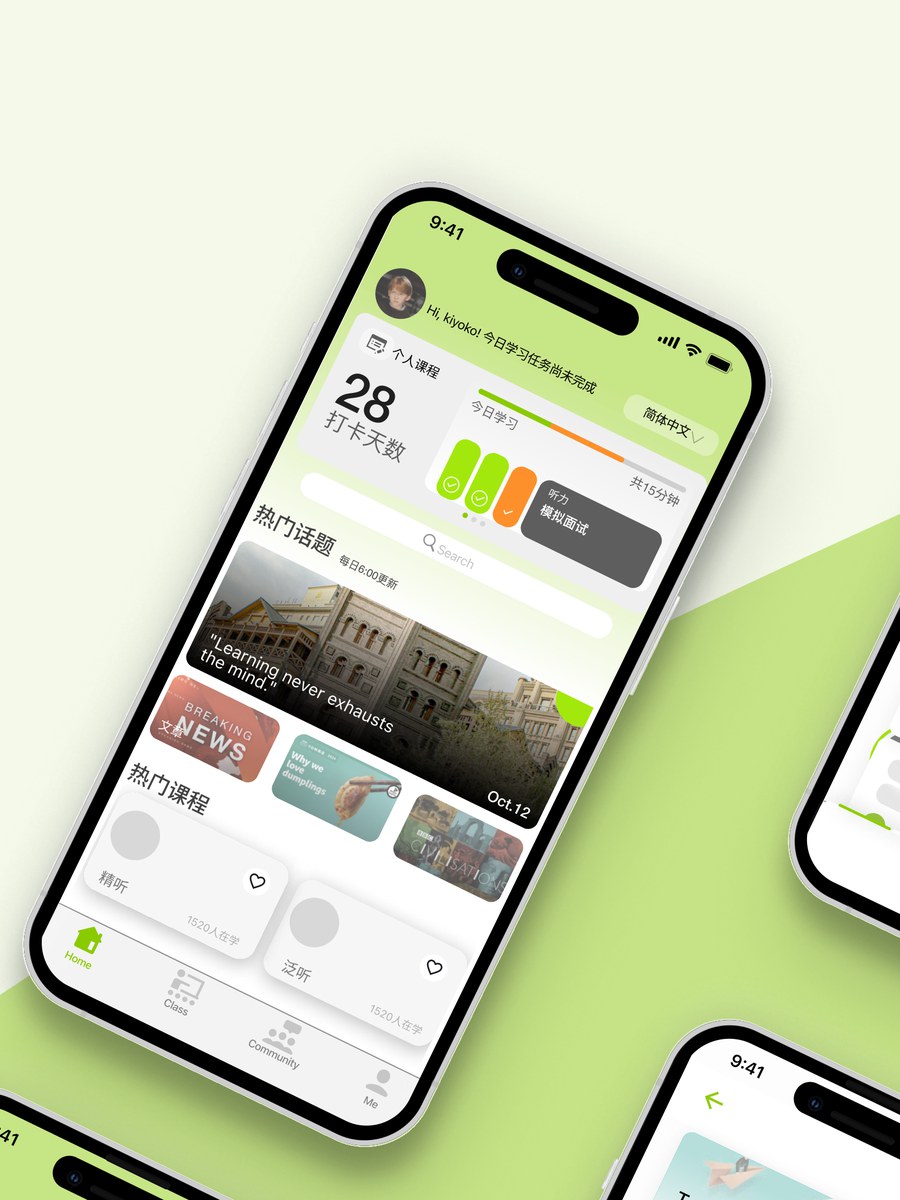 9:41
Hi, kiyoko! 今日学习任务尚未完成
简体中文
个人课程
28
打卡天数
今日学习
共15分钟
听力
模拟面试
Search
热门话题
每日6:00更新
"Learning never exhausts
the mind."
Oct.12
BREAKING
NEWS
文章
Why we
love
dumplings
BBC
CIVILISATIONS
热门课程
精听
1520人在学
泛听
1520人在学
Home
Class
Community
Me
41
9:41